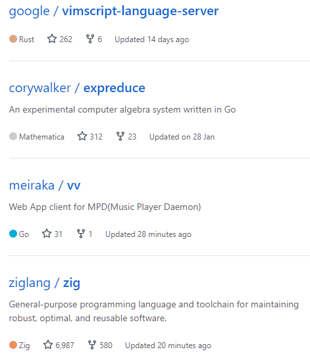 google / vimscript-language-server
Rust 262 6 Updated 14 days ago
corywalker / expreduce
An experimental computer algebra system written in Go
Mathematica 312 23 Updated on 28 Jan
meiraka / vv
Web App client for MPD(Music Player Daemon)
Go 31 1 Updated 28 minutes ago
ziglang / zig
General-purpose programming language and toolchain for maintaining
robust, optimal, and reusable software.
Zig 6,987 580 Updated 20 minutes ago